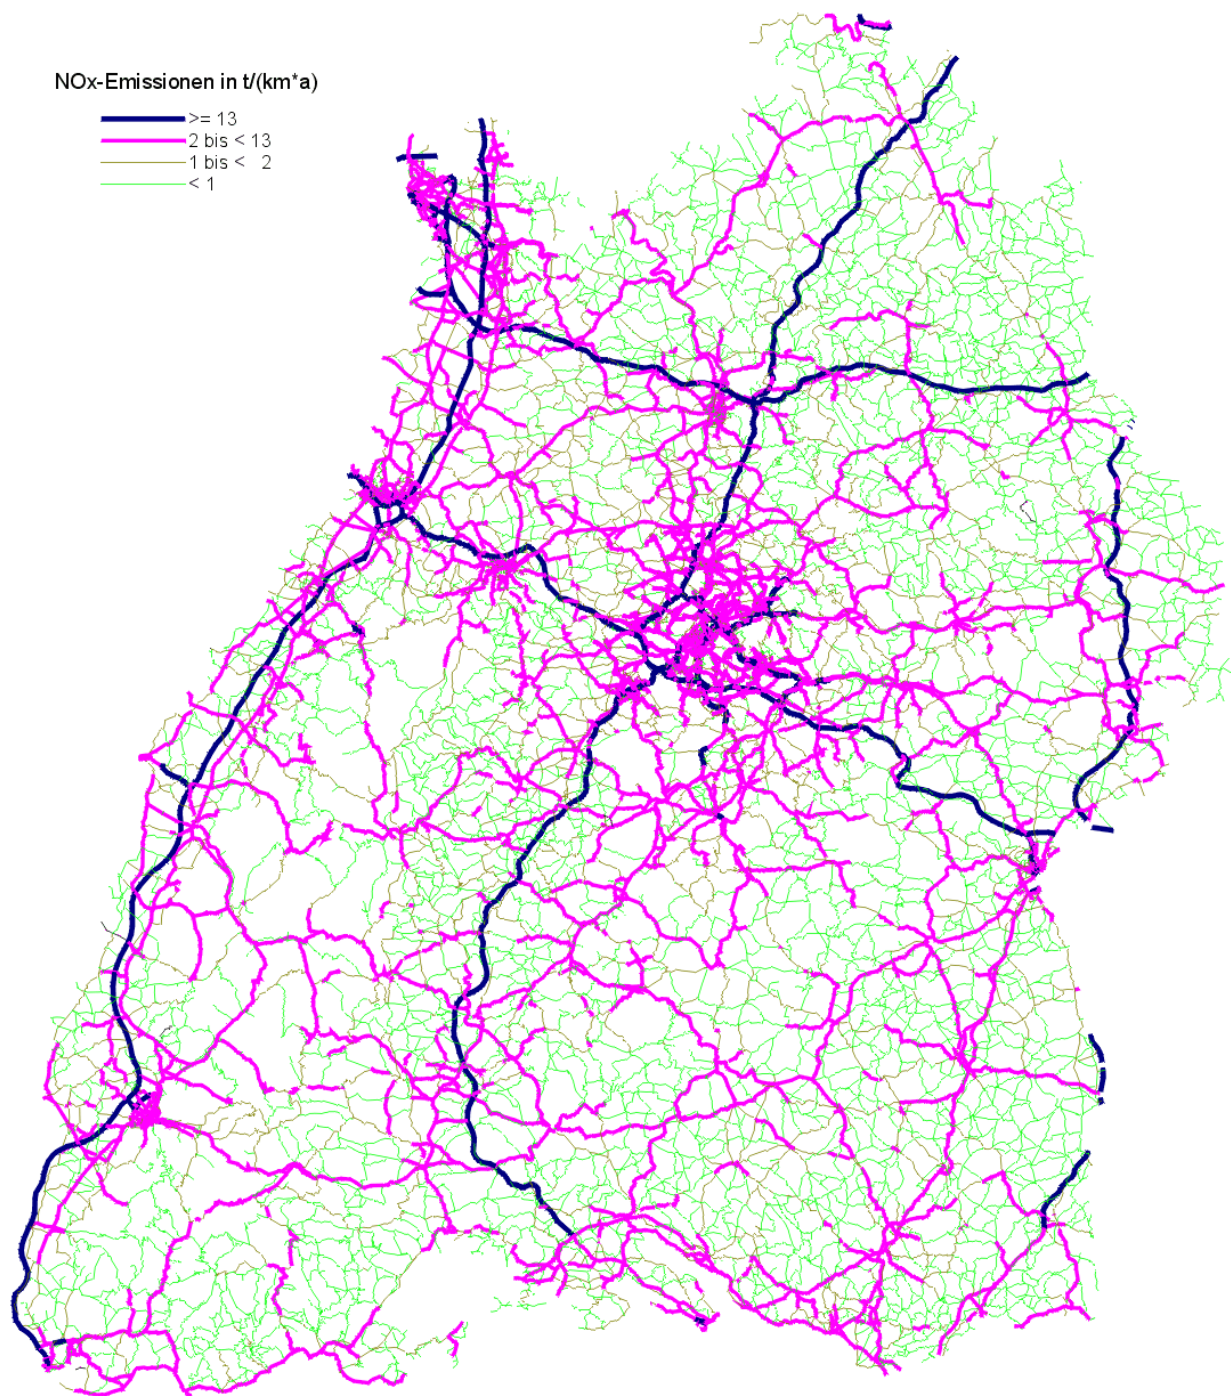 NOx-Emissionen in t/(km*a)
>= 13
2 bis < 13
1 bis < 2
< 1